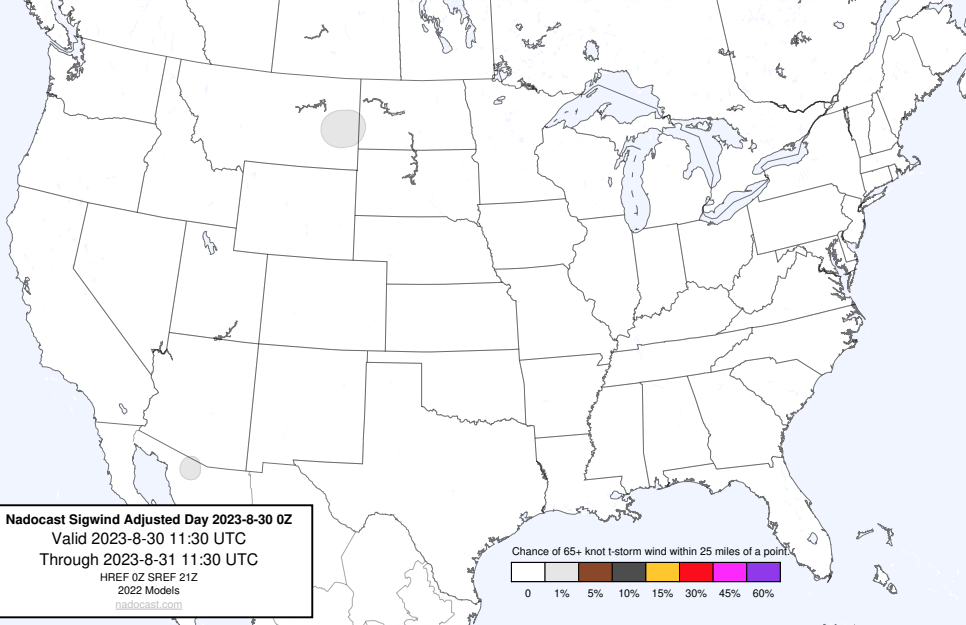 Nadocast Sigwind Adjusted Day 2023-8-30 0Z
Valid 2023-8-30 11:30 UTC
Through 2023-8-31 11:30 UTC
HREF 0Z SREF 21Z
2022 Models
nadocast.com
Chance of 65+ knot t-storm wind within 25 miles of a point.
0 1% 5% 10% 15% 30% 45% 60%